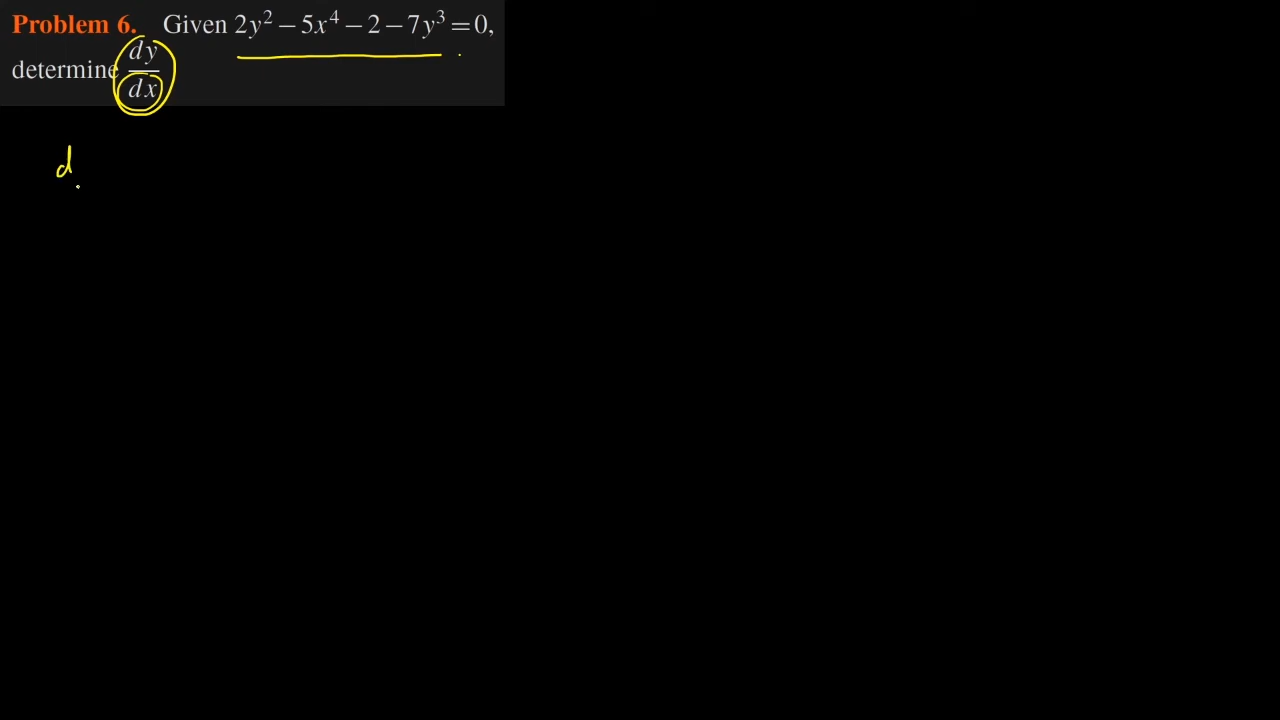 Problem 6. Given 2y² − 5x⁴ − 2 − 7y³ = 0,
determine dy/dx
d